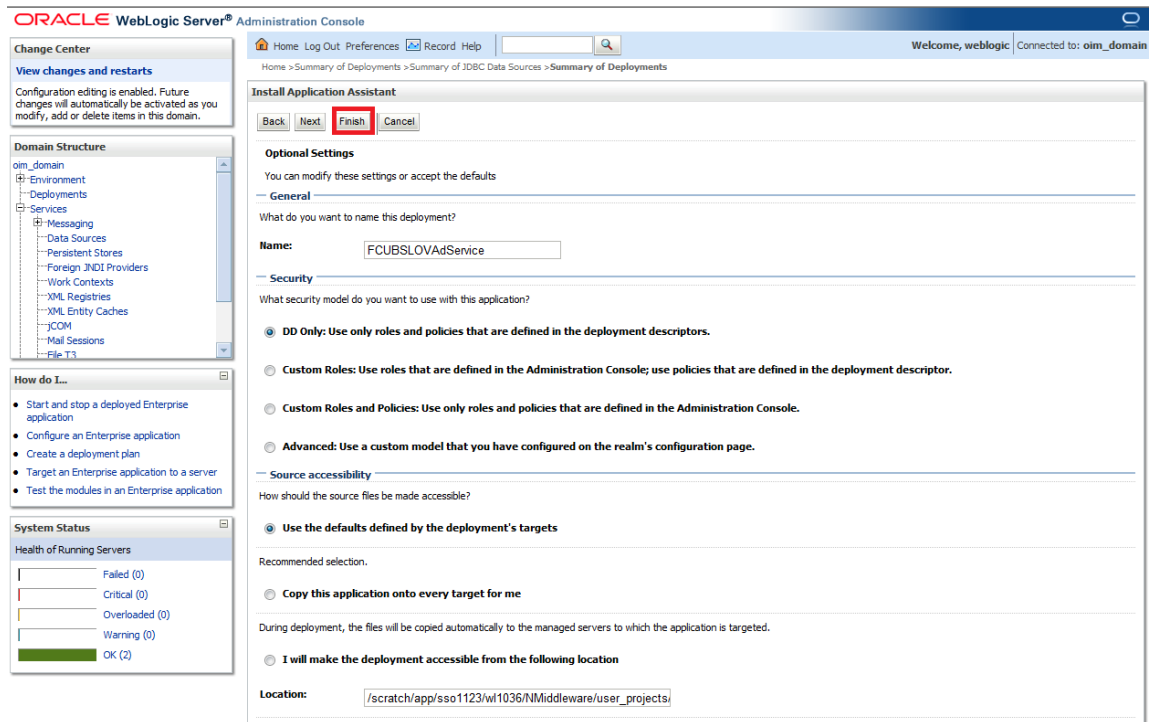 ORACLE WebLogic Server® Administration Console
Change Center
View changes and restarts
Configuration editing is enabled. Future
changes will automatically be activated as you
modify, add or delete items in this domain.
Domain Structure
oim_domain
Environment
Deployments
Services
Messaging
Data Sources
Persistent Stores
Foreign JNDI Providers
Work Contexts
XML Registries
XML Entity Caches
jCOM
Mail Sessions
File T3
How do I...
Start and stop a deployed Enterprise
application
Configure an Enterprise application
Create a deployment plan
Target an Enterprise application to a server
Test the modules in an Enterprise application
System Status
Health of Running Servers
Failed (0)
Critical (0)
Overloaded (0)
Warning (0)
OK (2)
Home Log Out Preferences Record Help
Welcome, weblogic Connected to: oim_domain
Home >Summary of Deployments >Summary of JDBC Data Sources >Summary of Deployments
Install Application Assistant
Back Next Finish Cancel
Optional Settings
You can modify these settings or accept the defaults
General
What do you want to name this deployment?
Name: FCUBSLOVAdService
Security
What security model do you want to use with this application?
DD Only: Use only roles and policies that are defined in the deployment descriptors.
Custom Roles: Use roles that are defined in the Administration Console; use policies that are defined in the deployment descriptor.
Custom Roles and Policies: Use only roles and policies that are defined in the Administration Console.
Advanced: Use a custom model that you have configured on the realm's configuration page.
Source accessibility
How should the source files be made accessible?
Use the defaults defined by the deployment's targets
Recommended selection.
Copy this application onto every target for me
During deployment, the files will be copied automatically to the managed servers to which the application is targeted.
I will make the deployment accessible from the following location
Location: /scratch/app/sso1123/wl1036/NMiddleware/user_projects/